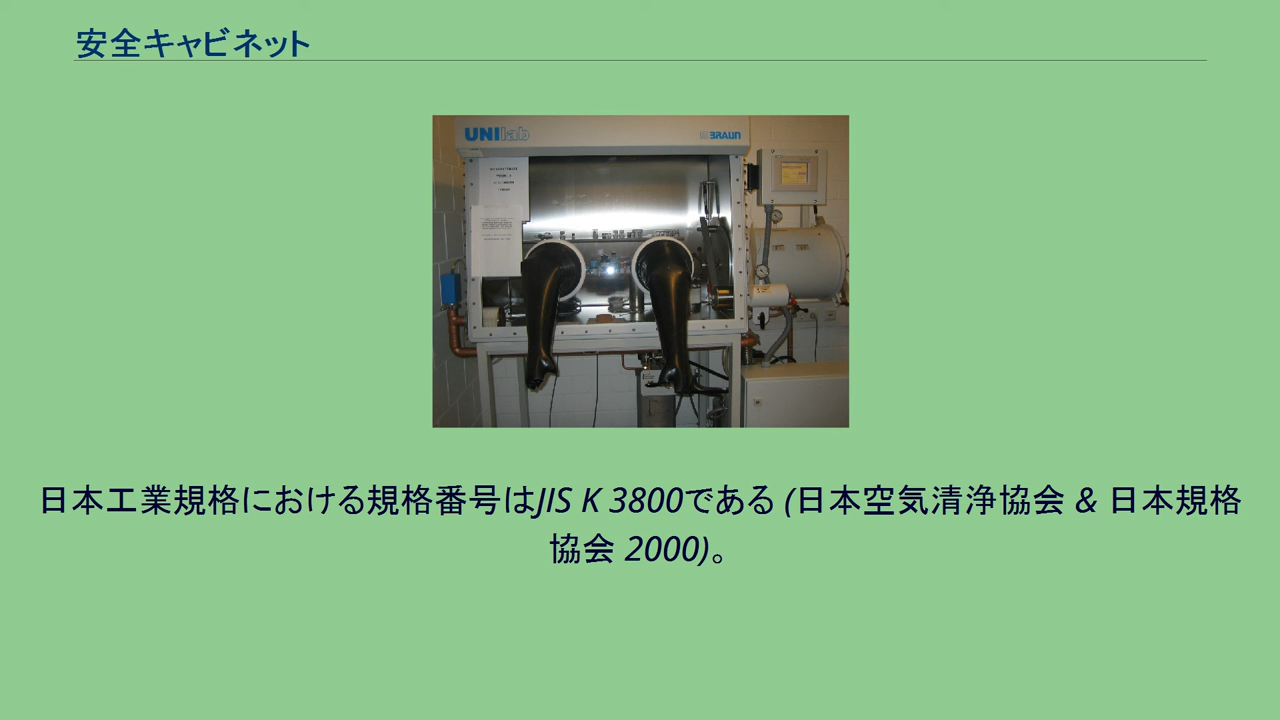 安全キャビネット
UNIlab
BRAUN
日本工業規格における規格番号はJIS K 3800である (日本空気清浄協会 & 日本規格
協会 2000)。